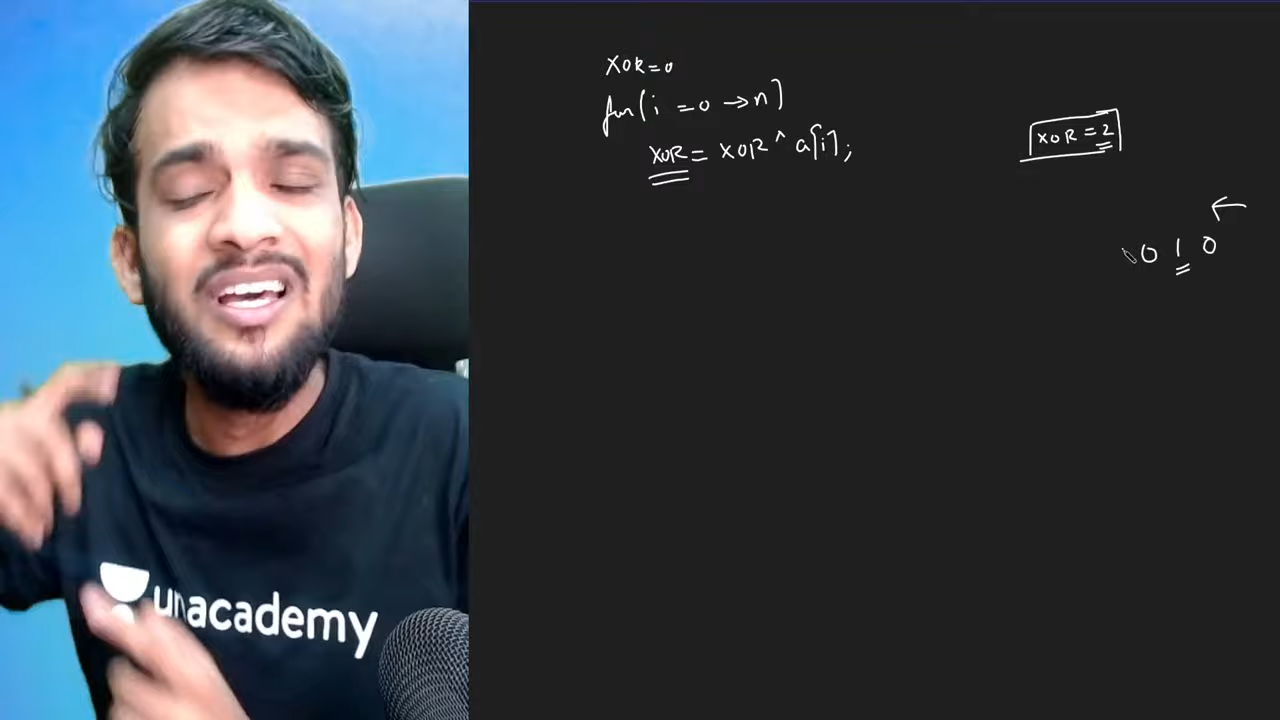 XOR=0
for(i =0 →n)
XOR = XOR ^ a[i];
XOR = 2
←
0 1 0
unacademy